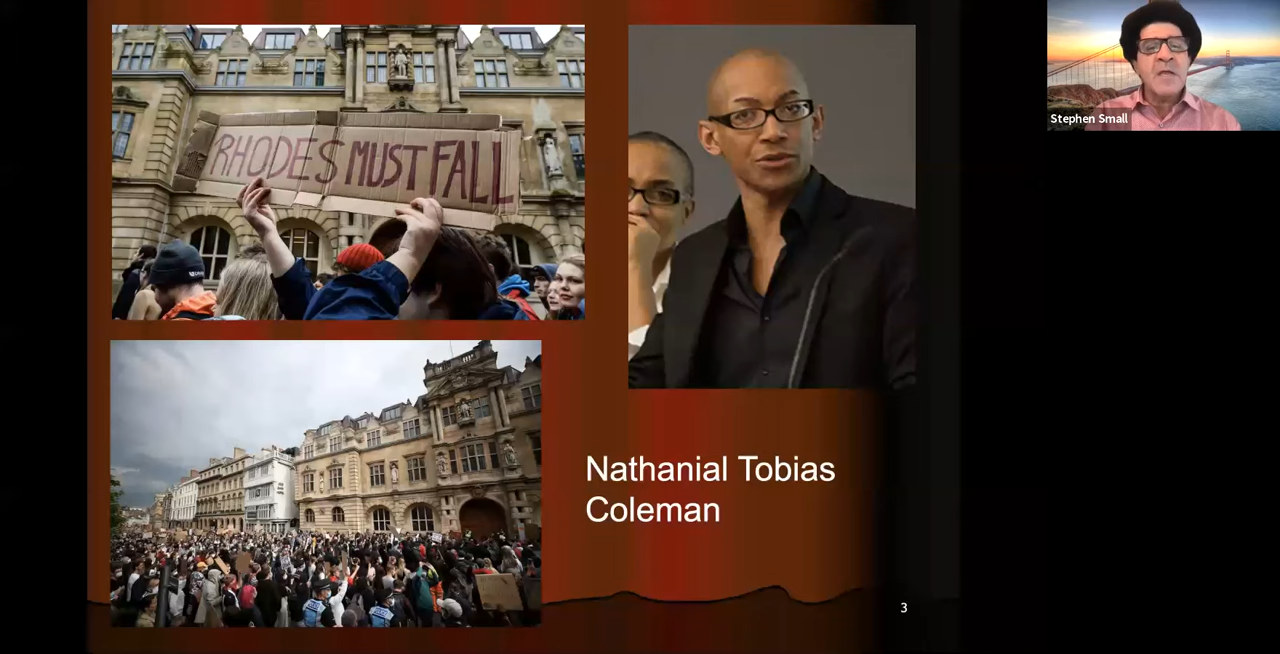 RHODES MUST FALL
Stephen Small
Nathanial Tobias
Coleman
3